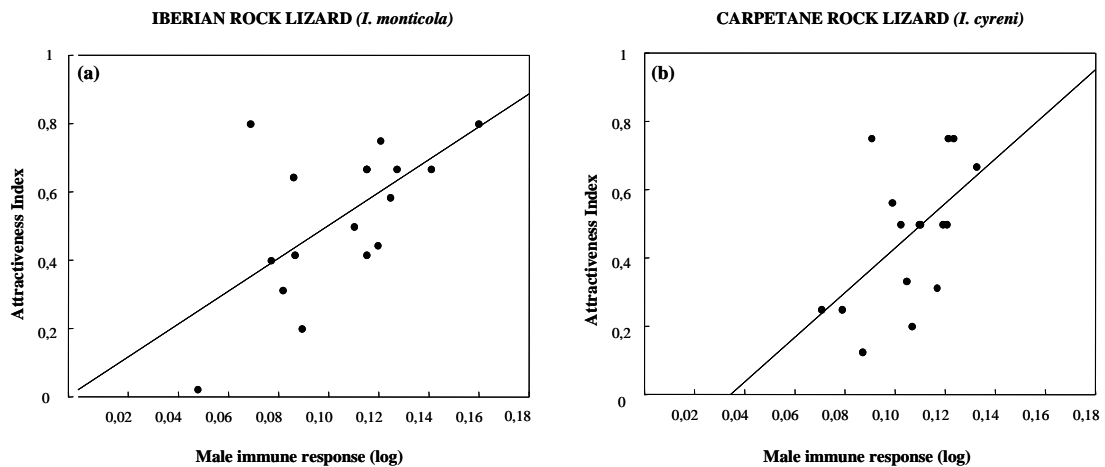 IBERIAN ROCK LIZARD (I. monticola)
(a)
Attractiveness Index
1
0,8
0,6
0,4
0,2
0
0,02 0,04 0,06 0,08 0,10 0,12 0,14 0,16 0,18
Male immune response (log)
CARPETANE ROCK LIZARD (I. cyreni)
(b)
Attractiveness Index
1
0,8
0,6
0,4
0,2
0
0,02 0,04 0,06 0,08 0,10 0,12 0,14 0,16 0,18
Male immune response (log)